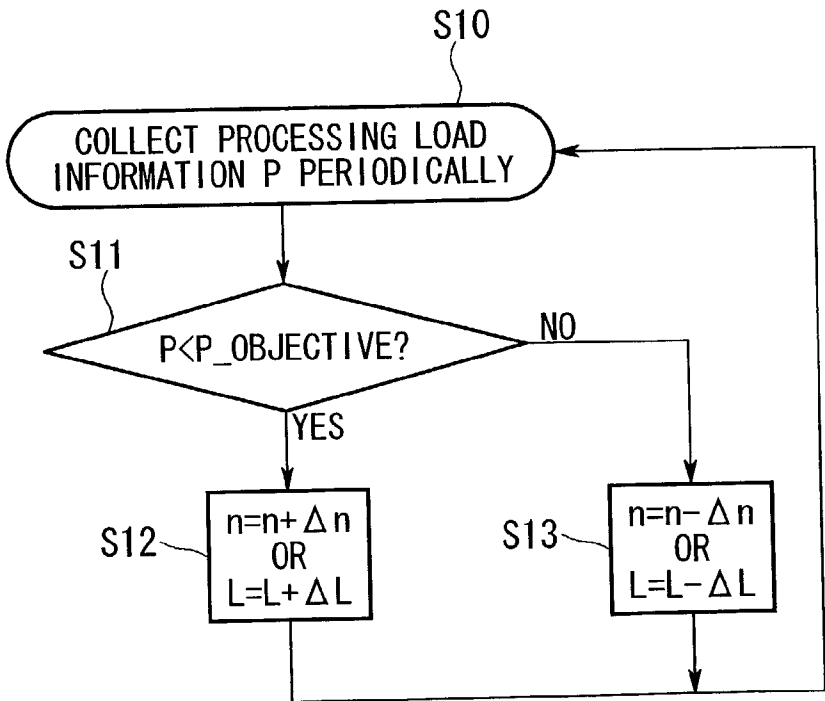 S10
COLLECT PROCESSING LOAD
INFORMATION P PERIODICALLY
S11
P<P_OBJECTIVE?
NO
YES
S12
n=n+Δn
OR
L=L+ΔL
S13
n=n-Δn
OR
L=L-ΔL